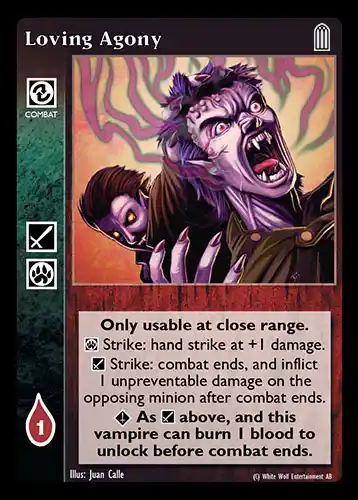 Loving Agony
COMBAT
Only usable at close range.
Strike: hand strike at +1 damage.
Strike: combat ends, and inflict
1 unpreventable damage on the
opposing minion after combat ends.
As above, and this
vampire can burn 1 blood to
unlock before combat ends.
1
Illus: Juan Calle
(C) White Wolf Entertainment AB